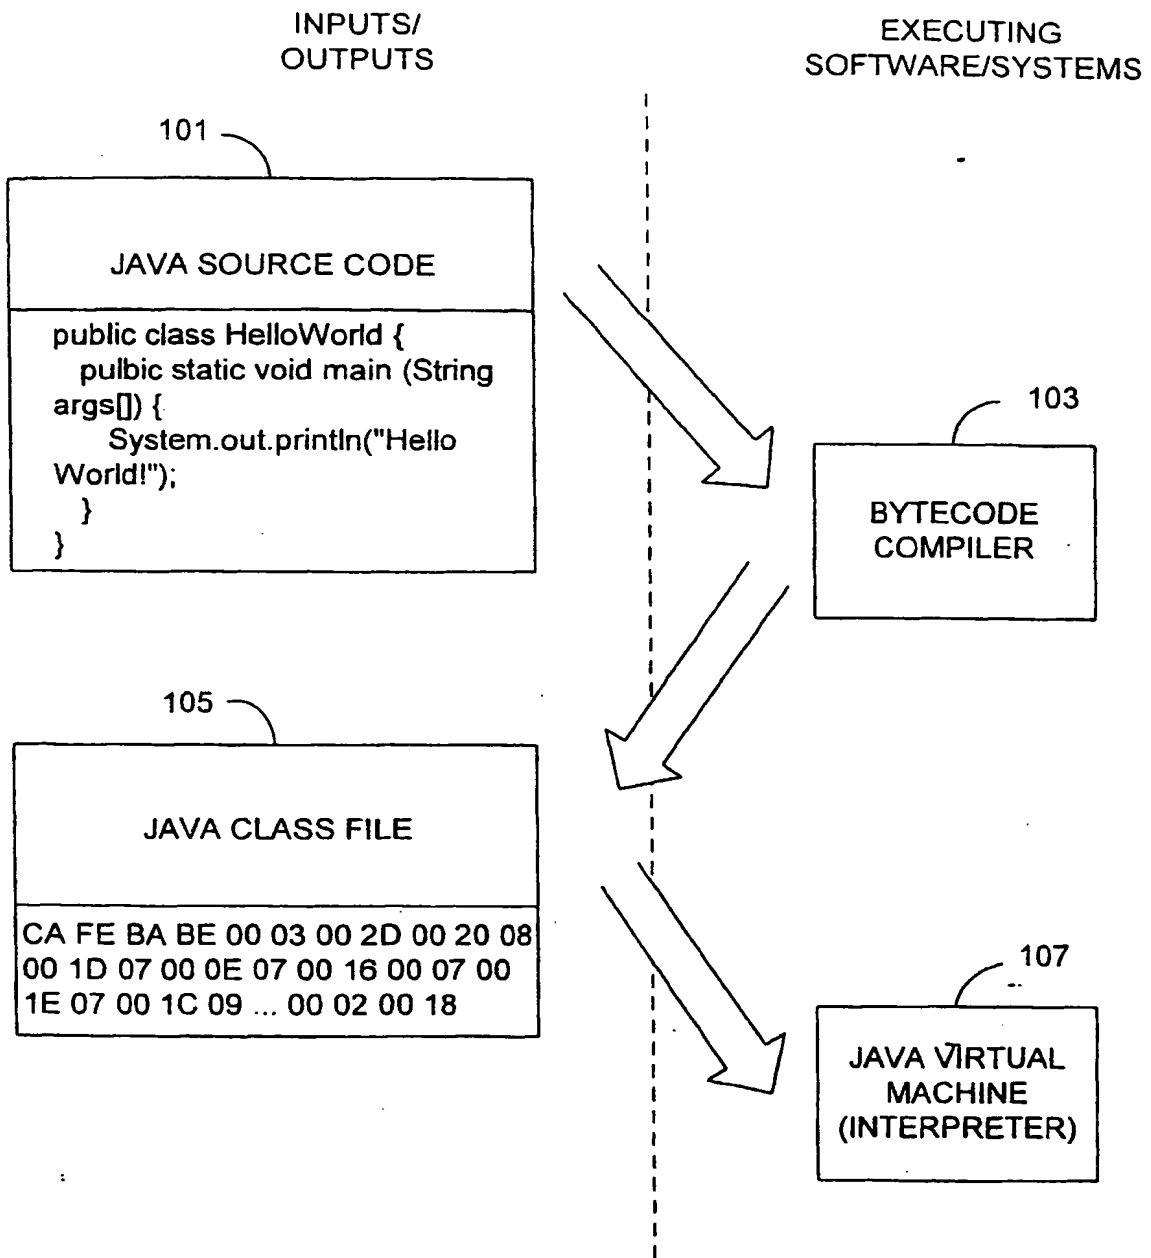 INPUTS/
OUTPUTS
EXECUTING
SOFTWARE/SYSTEMS
101
JAVA SOURCE CODE
public class HelloWorld {
pulbic static void main (String
args[]) {
System.out.println("Hello
World!");
}
}
103
BYTECODE
COMPILER
105
JAVA CLASS FILE
CA FE BA BE 00 03 00 2D 00 20 08
00 1D 07 00 0E 07 00 16 00 07 00
1E 07 00 1C 09 ... 00 02 00 18
107
JAVA VIRTUAL
MACHINE
(INTERPRETER)